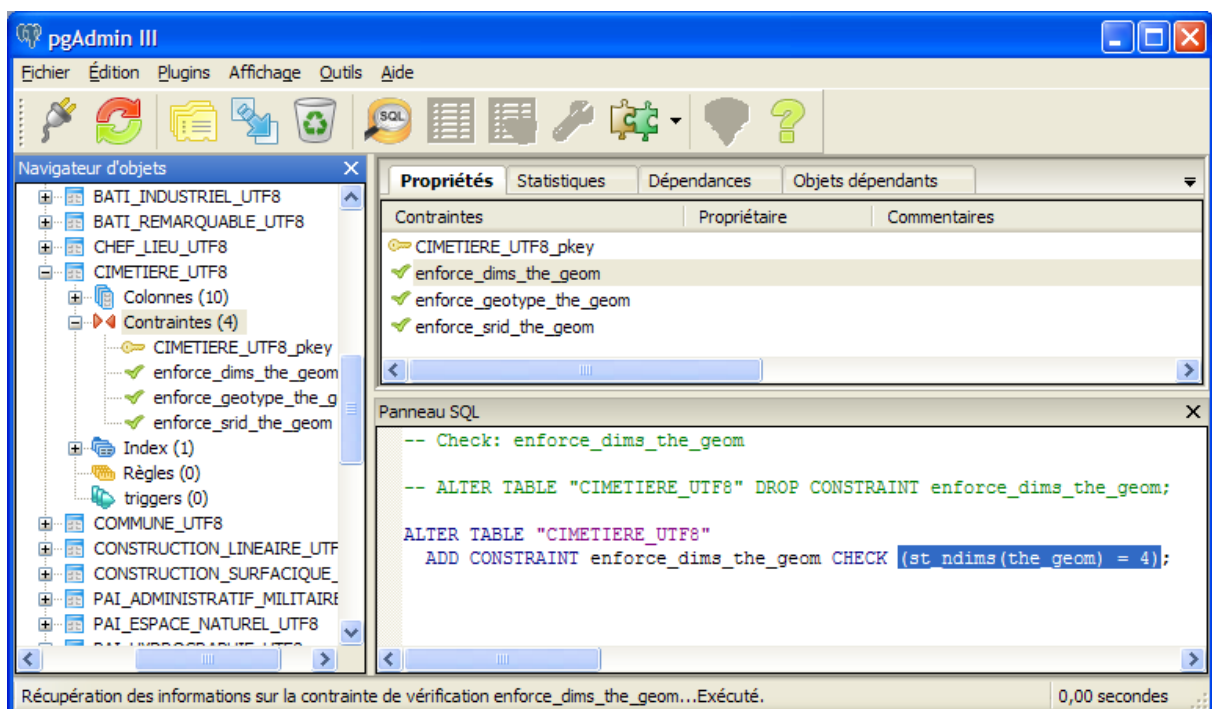 pgAdmin III
Fichier Édition Plugins Affichage Outils Aide
SQL
Navigateur d'objets
BATI_INDUSTRIEL_UTF8
BATI_REMARQUABLE_UTF8
CHEF_LIEU_UTF8
CIMETIERE_UTF8
Colonnes (10)
Contraintes (4)
CIMETIERE_UTF8_pkey
enforce_dims_the_geom
enforce_geotype_the_g
enforce_srid_the_geom
Index (1)
Règles (0)
triggers (0)
COMMUNE_UTF8
CONSTRUCTION_LINEAIRE_UTF
CONSTRUCTION_SURFACIQUE_
PAI_ADMINISTRATIF_MILITAIRE
PAI_ESPACE_NATUREL_UTF8
Propriétés Statistiques Dépendances Objets dépendants
Contraintes Propriétaire Commentaires
CIMETIERE_UTF8_pkey
enforce_dims_the_geom
enforce_geotype_the_geom
enforce_srid_the_geom
Panneau SQL
-- Check: enforce_dims_the_geom
-- ALTER TABLE "CIMETIERE_UTF8" DROP CONSTRAINT enforce_dims_the_geom;
ALTER TABLE "CIMETIERE_UTF8"
ADD CONSTRAINT enforce_dims_the_geom CHECK (st_ndims(the_geom) = 4);
Récupération des informations sur la contrainte de vérification enforce_dims_the_geom...Exécuté. 0,00 secondes